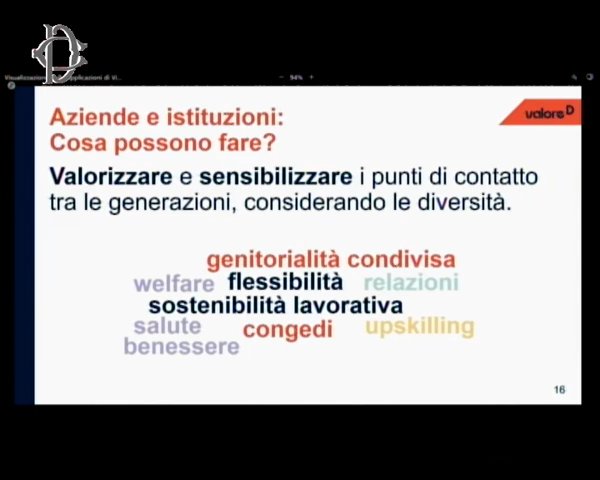 94%
Aziende e istituzioni:
Cosa possono fare?
valore D
Valorizzare e sensibilizzare i punti di contatto
tra le generazioni, considerando le diversità.
genitorialità condivisa
welfare flessibilità relazioni
sostenibilità lavorativa
salute congedi upskilling
benessere
16